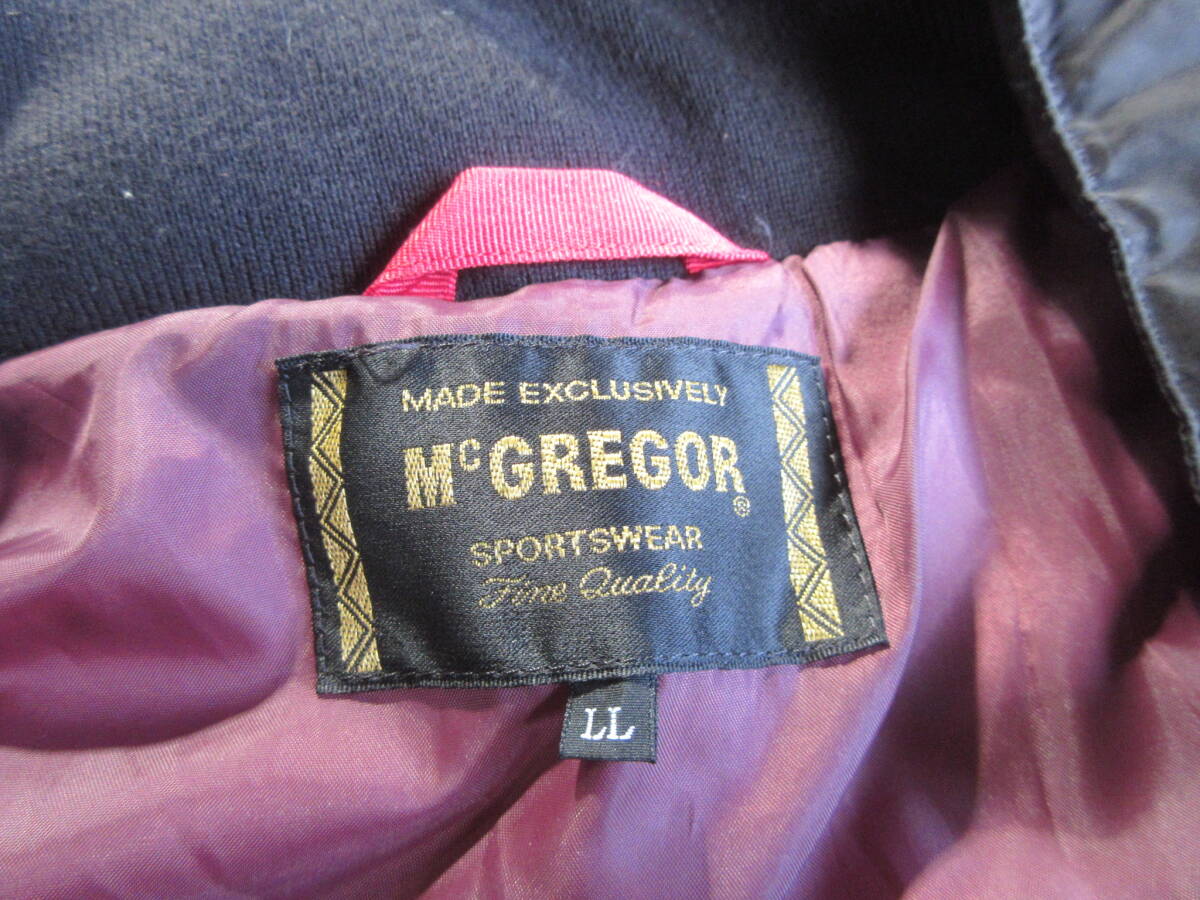 MADE EXCLUSIVELY
McGREGOR®
SPORTSWEAR
Fine Quality
LL